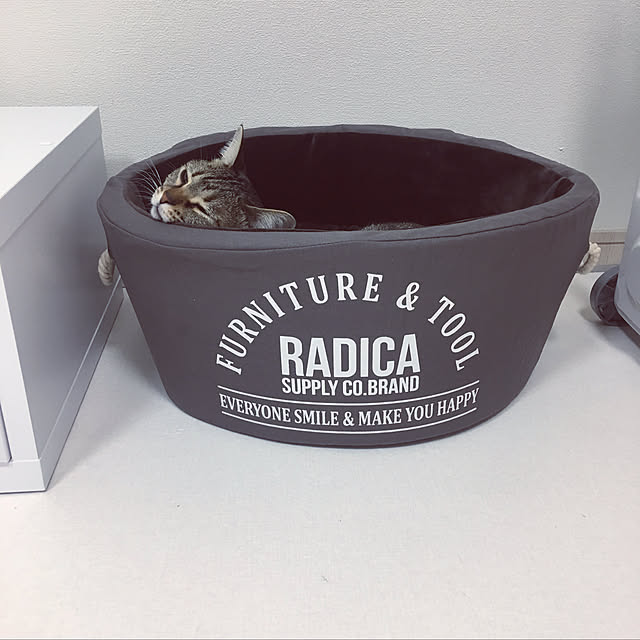 FURNITURE & TOOL
RADICA
SUPPLY CO.BRAND
EVERYONE SMILE & MAKE YOU HAPPY